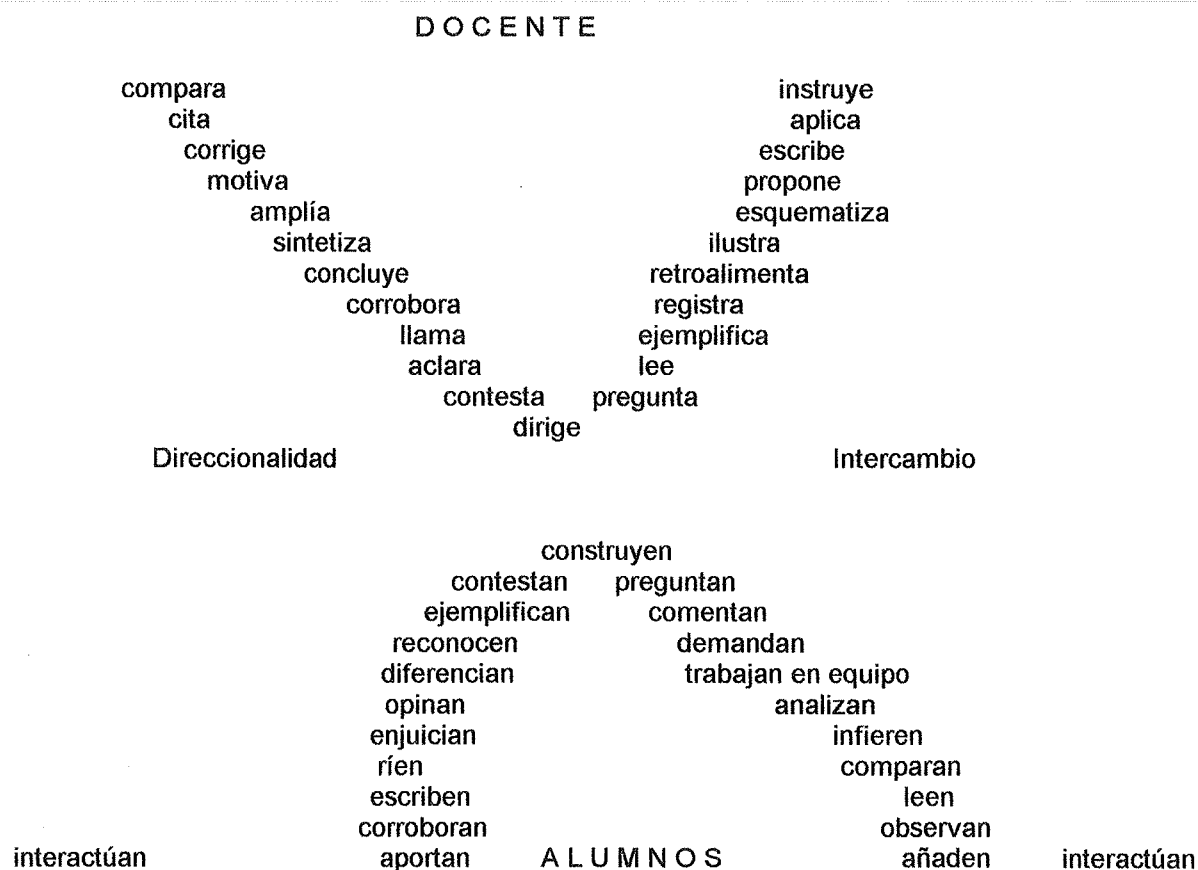 DOCENTE
compara instruye
cita aplica
corrige escribe
motiva propone
amplía esquematiza
sintetiza ilustra
concluye retroalimenta
corrobora registra
llama ejemplifica
aclara lee
contesta pregunta
dirige
Direccionalidad Intercambio
construyen
contestan preguntan
ejemplifican comentan
reconocen demandan
diferencian trabajan en equipo
opinan analizan
enjuician infieren
ríen comparan
escriben leen
corroboran observan
interactúan aportan ALUMNOS añaden interactúan